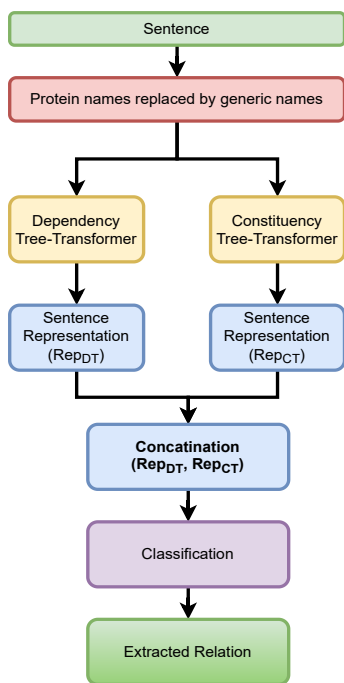 Sentence
Protein names replaced by generic names
Dependency
Tree-Transformer
Constituency
Tree-Transformer
Sentence
Representation
(RepDT)
Sentence
Representation
(RepCT)
Concatination
(RepDT, RepCT)
Classification
Extracted Relation